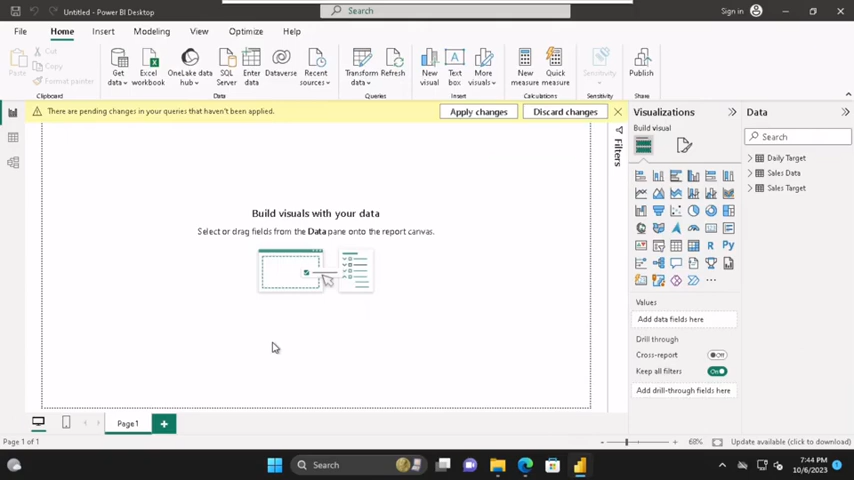 Untitled - Power BI Desktop
Search
Sign in
File Home Insert Modeling View Optimize Help
Paste
Cut
Copy
Format painter
Clipboard
Get data
Excel workbook
OneLake data hub
SQL Server
Enter data
Dataverse
Recent sources
Data
Transform data
Refresh
Queries
New visual
Text box
More visuals
Insert
New measure
Quick measure
Calculations
Sensitivity
Sensitivity
Publish
Share
There are pending changes in your queries that haven't been applied.
Apply changes
Discard changes
Build visuals with your data
Select or drag fields from the Data pane onto the report canvas.
Filters
Visualizations
Build visual
R Py
123
Values
Add data fields here
Drill through
Cross-report
Off
Keep all filters
On
Add drill-through fields here
Data
Search
Daily Target
Sales Data
Sales Target
Page1
Page 1 of 1
68%
Update available (click to download)
Search
7:44 PM
10/6/2023